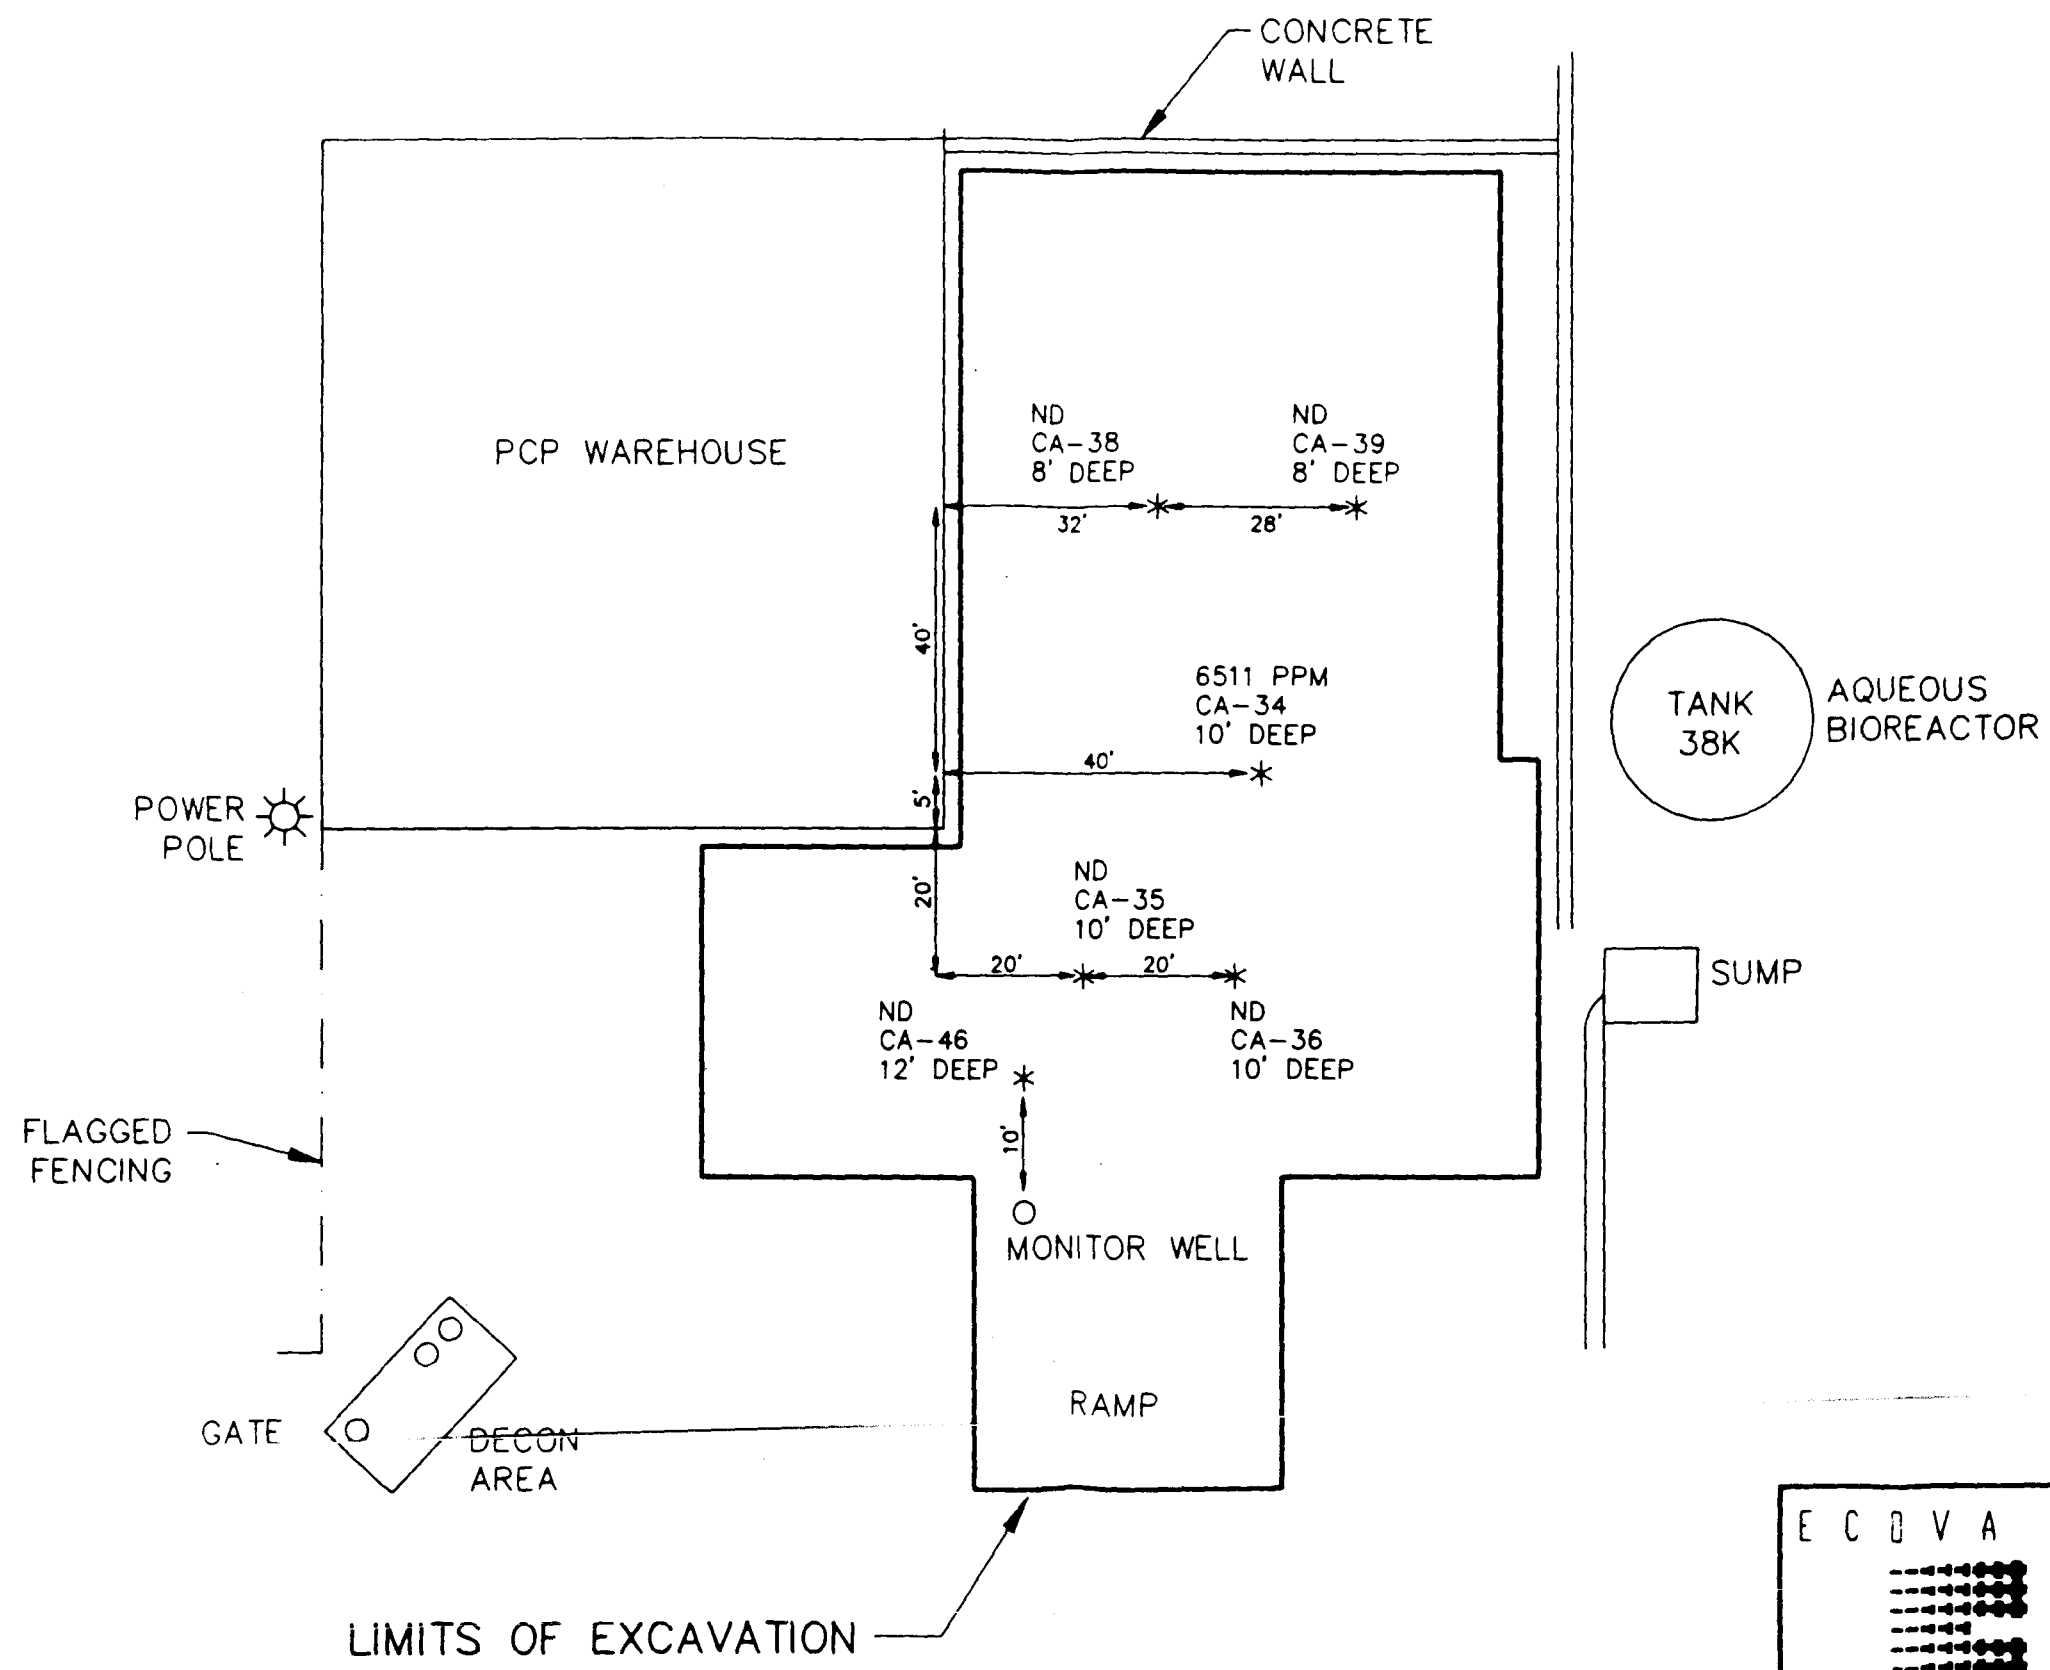 CONCRETE
WALL
PCP WAREHOUSE
ND
CA-38
8' DEEP
ND
CA-39
8' DEEP
32'
28'
40'
6511 PPM
CA-34
10' DEEP
40'
TANK
38K
AQUEOUS
BIOREACTOR
POWER
POLE
5'
20'
ND
CA-35
10' DEEP
20'
20'
SUMP
ND
CA-46
12' DEEP
ND
CA-36
10' DEEP
FLAGGED
FENCING
10'
MONITOR WELL
RAMP
GATE
DECON
AREA
LIMITS OF EXCAVATION
E C O V A